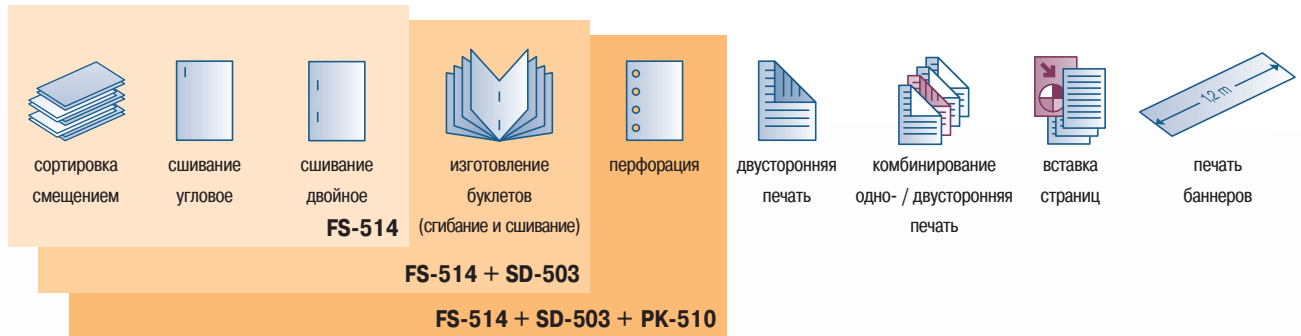 1,2 m
сортировка
смещением
сшивание
угловое
сшивание
двойное
FS-514
изготовление
буклетов
(сгибание и сшивание)
FS-514 + SD-503
перфорация
FS-514 + SD-503 + PK-510
двусторонняя
печать
комбинирование
одно- / двусторонняя
печать
вставка
страниц
печать
баннеров